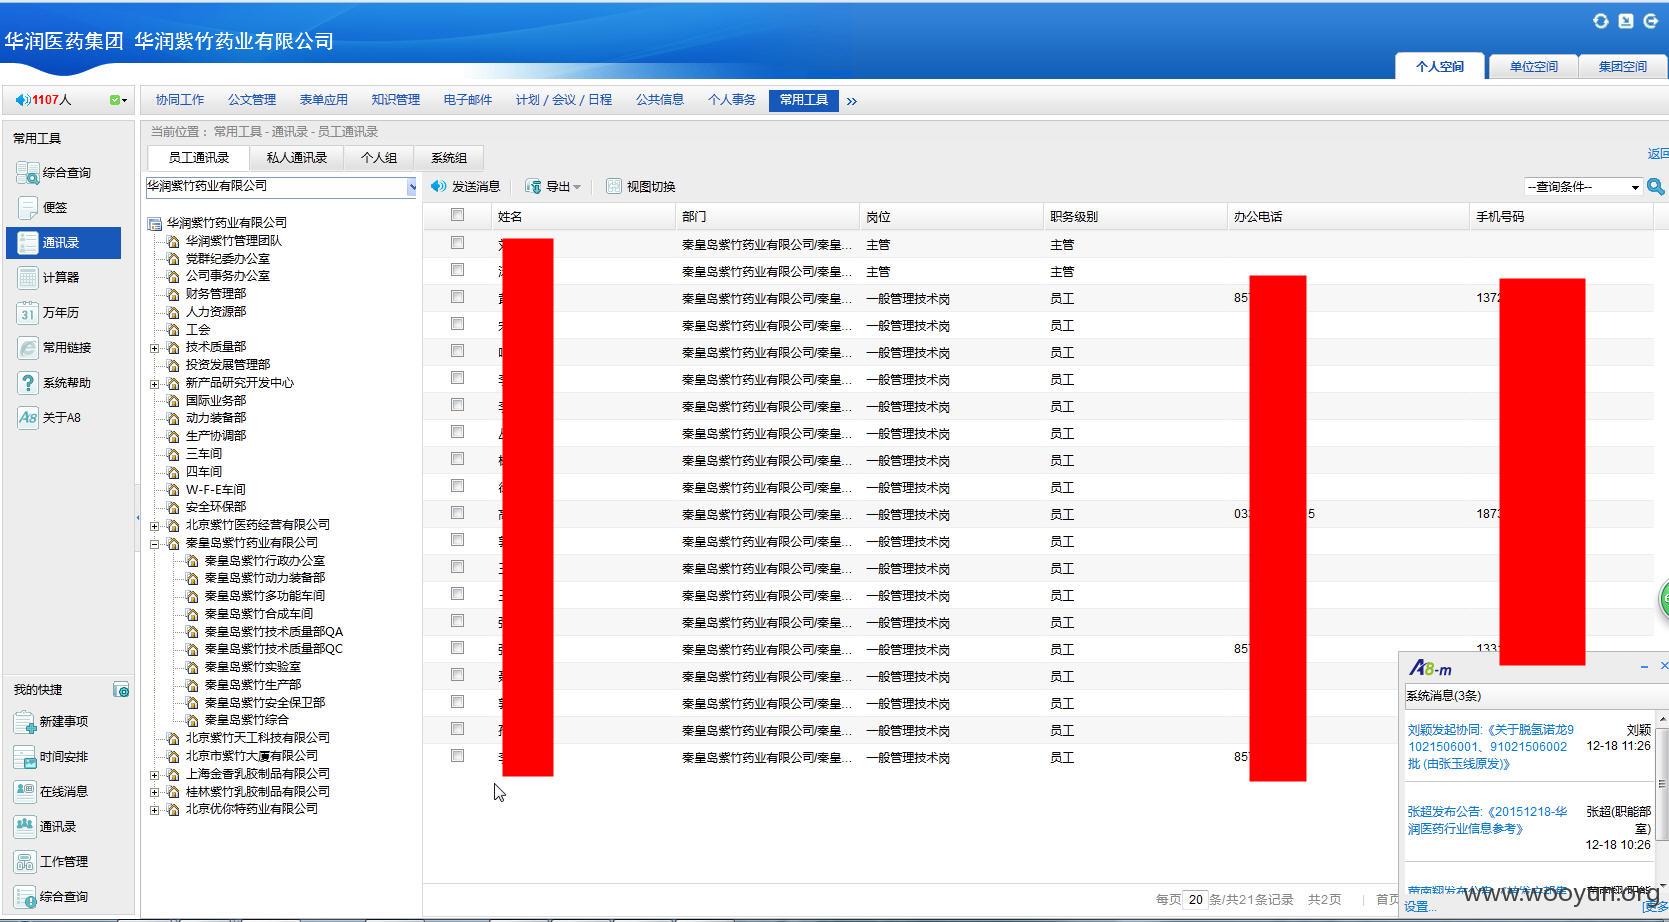 华润医药集团 华润紫竹药业有限公司
个人空间 单位空间 集团空间
1107人
协同工作 公文管理 表单应用 知识管理 电子邮件 计划 / 会议 / 日程 公共信息 个人事务 常用工具 »
当前位置： 常用工具 - 通讯录 - 员工通讯录
员工通讯录 私人通讯录 个人组 系统组
返回
常用工具
综合查询
便签
通讯录
计算器
31 万年历
常用链接
? 系统帮助
A8 关于A8
我的快捷
新建事项
时间安排
在线消息
通讯录
工作管理
综合查询
华润紫竹药业有限公司
华润紫竹药业有限公司
华润紫竹管理团队
党群纪委办公室
公司事务办公室
财务管理部
人力资源部
工会
技术质量部
投资发展管理部
新产品研究开发中心
国际业务部
动力装备部
生产协调部
三车间
四车间
W-F-E车间
安全环保部
北京紫竹医药经营有限公司
秦皇岛紫竹药业有限公司
秦皇岛紫竹行政办公室
秦皇岛紫竹动力装备部
秦皇岛紫竹多功能车间
秦皇岛紫竹合成车间
秦皇岛紫竹技术质量部QA
秦皇岛紫竹技术质量部QC
秦皇岛紫竹实验室
秦皇岛紫竹生产部
秦皇岛紫竹安全保卫部
秦皇岛紫竹综合
北京紫竹天工科技有限公司
北京市紫竹大厦有限公司
上海金香乳胶制品有限公司
桂林紫竹乳胶制品有限公司
北京优你特药业有限公司
发送消息 导出 视图切换 --查询条件--
姓名 部门 岗位 职务级别 办公电话 手机号码
秦皇岛紫竹药业有限公司/秦皇... 主管 主管
秦皇岛紫竹药业有限公司/秦皇... 主管 主管
秦皇岛紫竹药业有限公司/秦皇... 一般管理技术岗 员工 85 1372
秦皇岛紫竹药业有限公司/秦皇... 一般管理技术岗 员工
秦皇岛紫竹药业有限公司/秦皇... 一般管理技术岗 员工
秦皇岛紫竹药业有限公司/秦皇... 一般管理技术岗 员工
秦皇岛紫竹药业有限公司/秦皇... 一般管理技术岗 员工
秦皇岛紫竹药业有限公司/秦皇... 一般管理技术岗 员工
秦皇岛紫竹药业有限公司/秦皇... 一般管理技术岗 员工
秦皇岛紫竹药业有限公司/秦皇... 一般管理技术岗 员工
秦皇岛紫竹药业有限公司/秦皇... 一般管理技术岗 员工 03 5 187
秦皇岛紫竹药业有限公司/秦皇... 一般管理技术岗 员工
秦皇岛紫竹药业有限公司/秦皇... 一般管理技术岗 员工
秦皇岛紫竹药业有限公司/秦皇... 一般管理技术岗 员工
秦皇岛紫竹药业有限公司/秦皇... 一般管理技术岗 员工
秦皇岛紫竹药业有限公司/秦皇... 一般管理技术岗 员工 85 133
秦皇岛紫竹药业有限公司/秦皇... 一般管理技术岗 员工
秦皇岛紫竹药业有限公司/秦皇... 一般管理技术岗 员工
秦皇岛紫竹药业有限公司/秦皇... 一般管理技术岗 员工
秦皇岛紫竹药业有限公司/秦皇... 一般管理技术岗 员工 85
每页 20 条/共21条记录 共2页 首页
A8-m
系统消息(3条)
刘颖发起协同:《关于脱氢诺龙9 刘颖
1021506001、91021506002 12-18 11:26
批 (由张玉线原发)》
张超发布公告:《20151218-华 张超(职能部
润医药行业信息参考》 室)
12-18 10:26
设置... 更多
www.wooyun.org